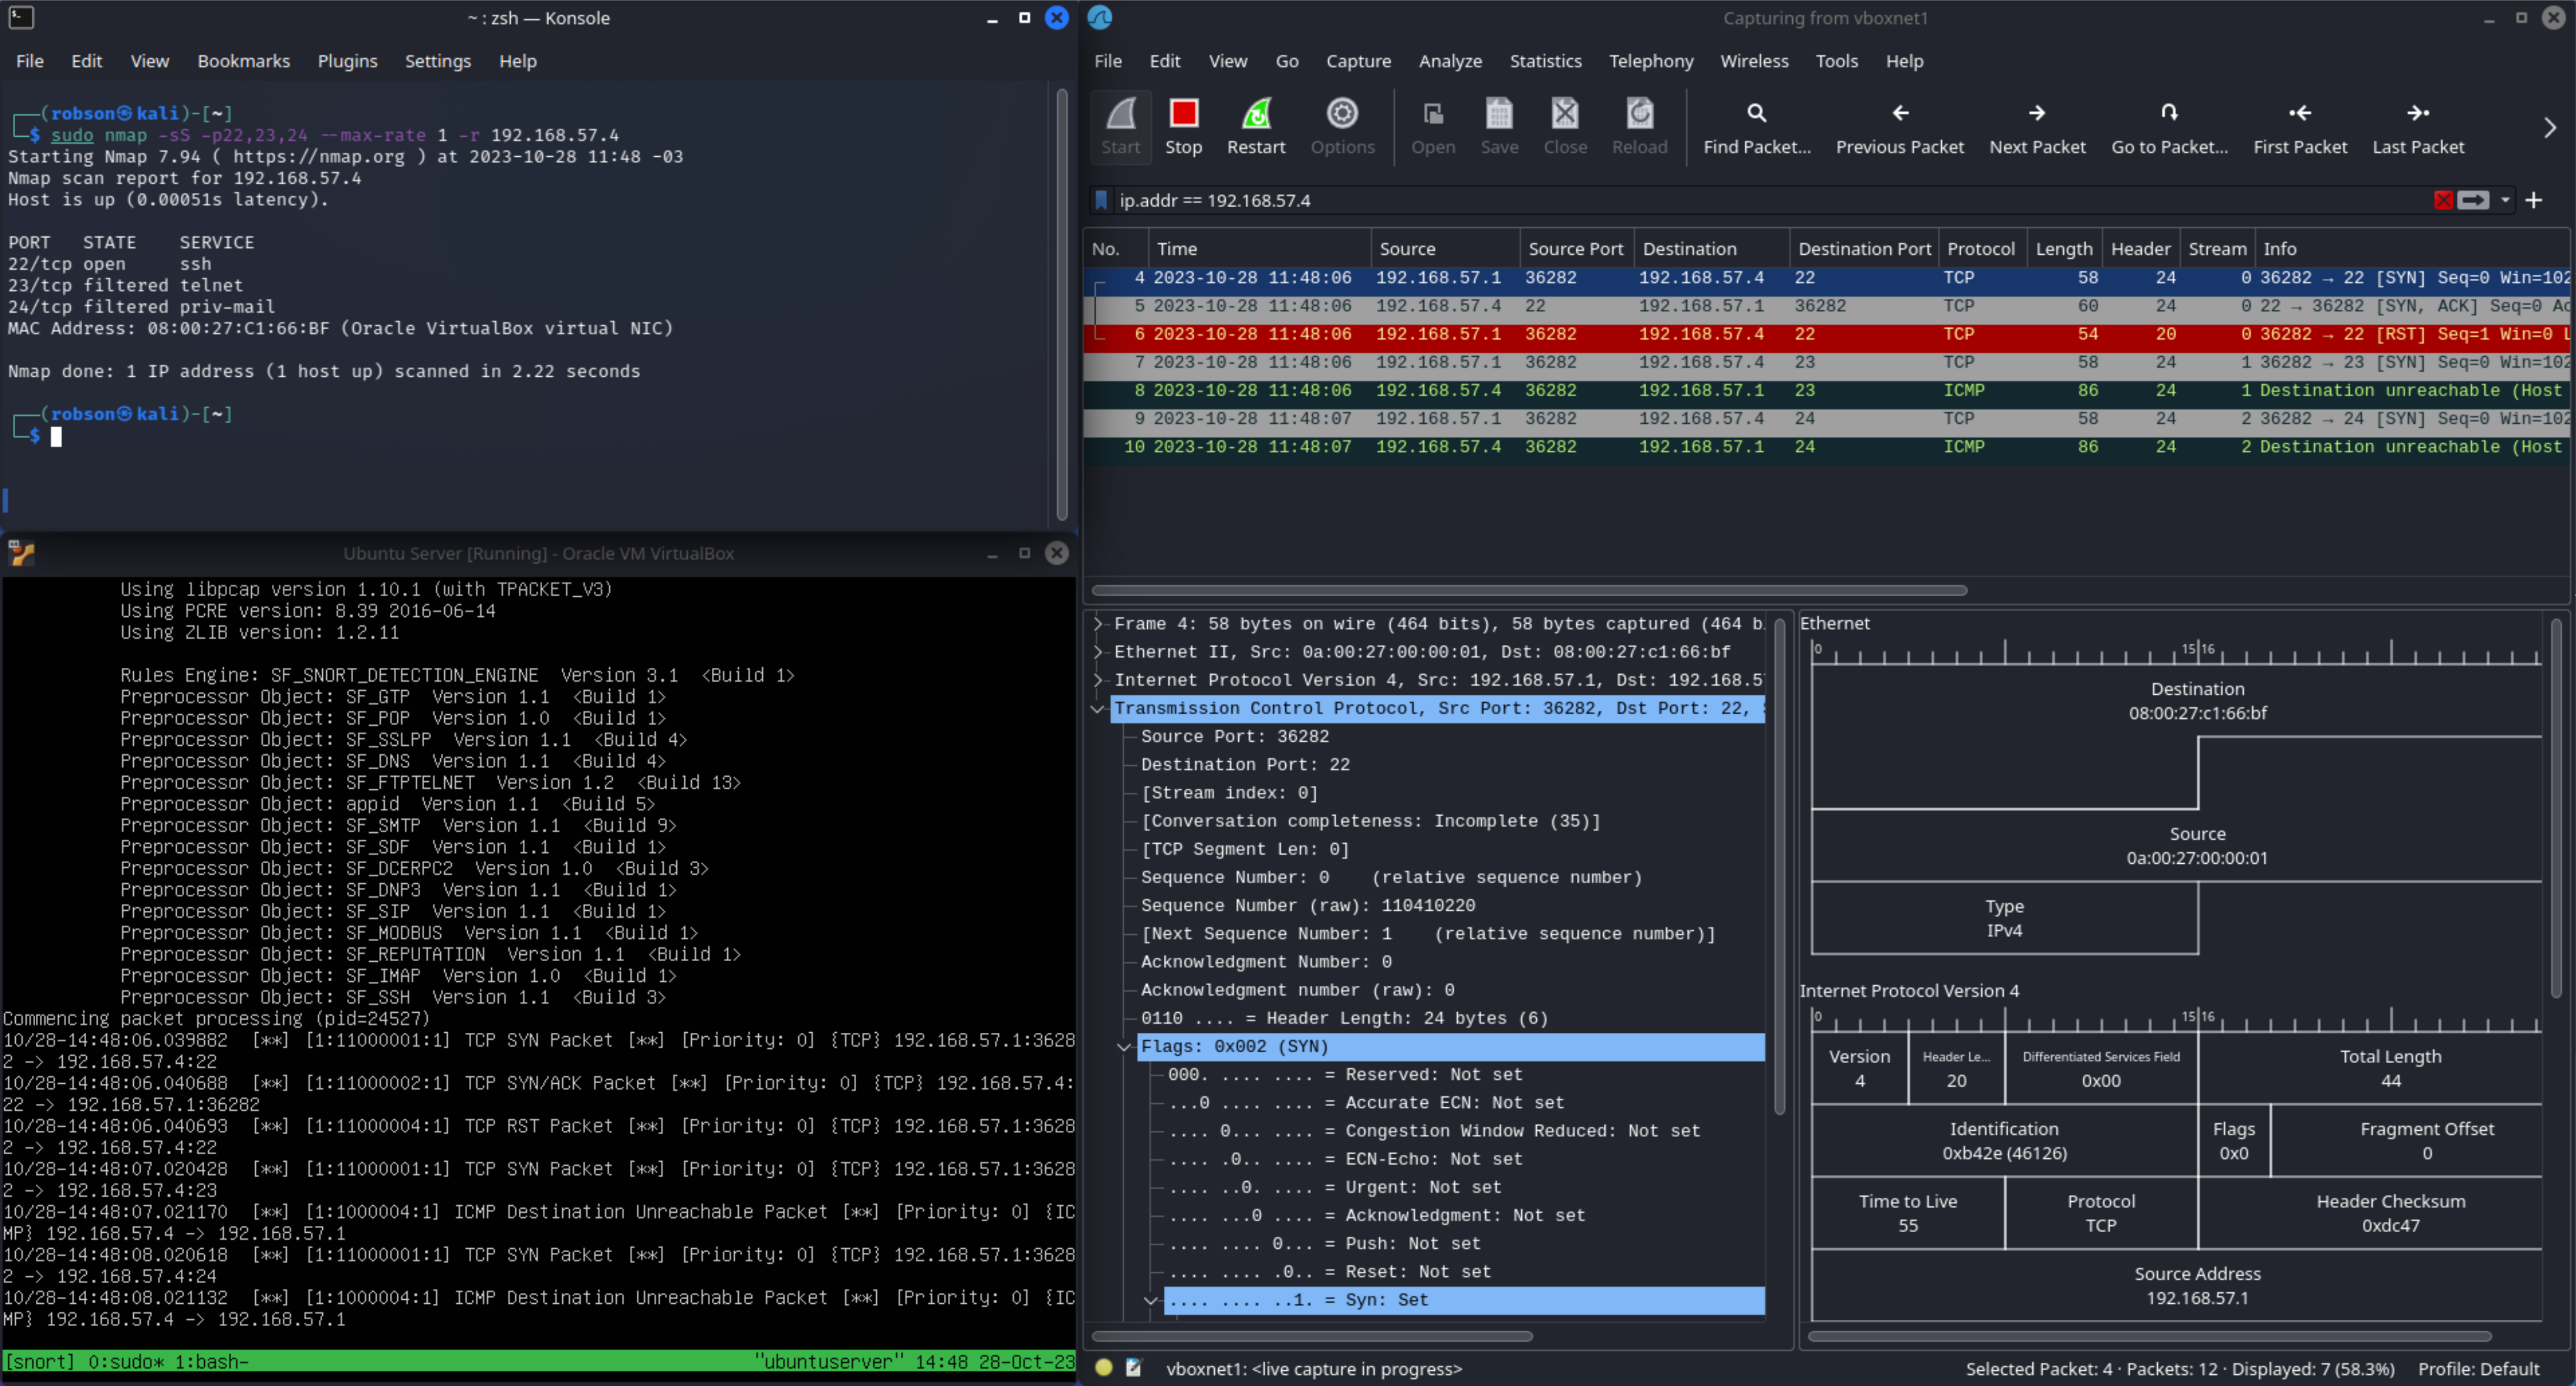 ~ : zsh — Konsole
File Edit View Bookmarks Plugins Settings Help
┌──(robson㉿kali)-[~]
└─$ sudo nmap -sS -p22,23,24 --max-rate 1 -r 192.168.57.4
Starting Nmap 7.94 ( https://nmap.org ) at 2023-10-28 11:48 -03
Nmap scan report for 192.168.57.4
Host is up (0.00051s latency).
PORT STATE SERVICE
22/tcp open ssh
23/tcp filtered telnet
24/tcp filtered priv-mail
MAC Address: 08:00:27:C1:66:BF (Oracle VirtualBox virtual NIC)
Nmap done: 1 IP address (1 host up) scanned in 2.22 seconds
┌──(robson㉿kali)-[~]
└─$
Ubuntu Server [Running] - Oracle VM VirtualBox
Using libpcap version 1.10.1 (with TPACKET_V3)
Using PCRE version: 8.39 2016-06-14
Using ZLIB version: 1.2.11
Rules Engine: SF_SNORT_DETECTION_ENGINE Version 3.1 <Build 1>
Preprocessor Object: SF_GTP Version 1.1 <Build 1>
Preprocessor Object: SF_POP Version 1.0 <Build 1>
Preprocessor Object: SF_SSLPP Version 1.1 <Build 4>
Preprocessor Object: SF_DNS Version 1.1 <Build 4>
Preprocessor Object: SF_FTPTELNET Version 1.2 <Build 13>
Preprocessor Object: appid Version 1.1 <Build 5>
Preprocessor Object: SF_SMTP Version 1.1 <Build 9>
Preprocessor Object: SF_SDF Version 1.1 <Build 1>
Preprocessor Object: SF_DCERPC2 Version 1.0 <Build 3>
Preprocessor Object: SF_DNP3 Version 1.1 <Build 1>
Preprocessor Object: SF_SIP Version 1.1 <Build 1>
Preprocessor Object: SF_MODBUS Version 1.1 <Build 1>
Preprocessor Object: SF_REPUTATION Version 1.1 <Build 1>
Preprocessor Object: SF_IMAP Version 1.0 <Build 1>
Preprocessor Object: SF_SSH Version 1.1 <Build 3>
Commencing packet processing (pid=24527)
10/28-14:48:06.039882 [**] [1:11000001:1] TCP SYN Packet [**] [Priority: 0] {TCP} 192.168.57.1:3628
2 -> 192.168.57.4:22
10/28-14:48:06.040688 [**] [1:11000002:1] TCP SYN/ACK Packet [**] [Priority: 0] {TCP} 192.168.57.4:
22 -> 192.168.57.1:36282
10/28-14:48:06.040693 [**] [1:11000004:1] TCP RST Packet [**] [Priority: 0] {TCP} 192.168.57.1:3628
2 -> 192.168.57.4:22
10/28-14:48:07.020428 [**] [1:11000001:1] TCP SYN Packet [**] [Priority: 0] {TCP} 192.168.57.1:3628
2 -> 192.168.57.4:23
10/28-14:48:07.021170 [**] [1:1000004:1] ICMP Destination Unreachable Packet [**] [Priority: 0] {IC
MP} 192.168.57.4 -> 192.168.57.1
10/28-14:48:08.020618 [**] [1:11000001:1] TCP SYN Packet [**] [Priority: 0] {TCP} 192.168.57.1:3628
2 -> 192.168.57.4:24
10/28-14:48:08.021132 [**] [1:1000004:1] ICMP Destination Unreachable Packet [**] [Priority: 0] {IC
MP} 192.168.57.4 -> 192.168.57.1
[snort] 0:sudo* 1:bash- "ubuntuserver" 14:48 28-Oct-23
Capturing from vboxnet1
File Edit View Go Capture Analyze Statistics Telephony Wireless Tools Help
Start Stop Restart Options Open Save Close Reload Find Packet... Previous Packet Next Packet Go to Packet... First Packet Last Packet
ip.addr == 192.168.57.4
No. Time Source Source Port Destination Destination Port Protocol Length Header Stream Info
4 2023-10-28 11:48:06 192.168.57.1 36282 192.168.57.4 22 TCP 58 24 0 36282 → 22 [SYN] Seq=0 Win=102
5 2023-10-28 11:48:06 192.168.57.4 22 192.168.57.1 36282 TCP 60 24 0 22 → 36282 [SYN, ACK] Seq=0 Ac
6 2023-10-28 11:48:06 192.168.57.1 36282 192.168.57.4 22 TCP 54 20 0 36282 → 22 [RST] Seq=1 Win=0 L
7 2023-10-28 11:48:06 192.168.57.1 36282 192.168.57.4 23 TCP 58 24 1 36282 → 23 [SYN] Seq=0 Win=102
8 2023-10-28 11:48:06 192.168.57.4 36282 192.168.57.1 23 ICMP 86 24 1 Destination unreachable (Host
9 2023-10-28 11:48:07 192.168.57.1 36282 192.168.57.4 24 TCP 58 24 2 36282 → 24 [SYN] Seq=0 Win=102
10 2023-10-28 11:48:07 192.168.57.4 36282 192.168.57.1 24 ICMP 86 24 2 Destination unreachable (Host
Frame 4: 58 bytes on wire (464 bits), 58 bytes captured (464 b
Ethernet II, Src: 0a:00:27:00:00:01, Dst: 08:00:27:c1:66:bf
Internet Protocol Version 4, Src: 192.168.57.1, Dst: 192.168.5
Transmission Control Protocol, Src Port: 36282, Dst Port: 22,
Source Port: 36282
Destination Port: 22
[Stream index: 0]
[Conversation completeness: Incomplete (35)]
[TCP Segment Len: 0]
Sequence Number: 0 (relative sequence number)
Sequence Number (raw): 110410220
[Next Sequence Number: 1 (relative sequence number)]
Acknowledgment Number: 0
Acknowledgment number (raw): 0
0110 .... = Header Length: 24 bytes (6)
Flags: 0x002 (SYN)
000. .... .... = Reserved: Not set
...0 .... .... = Accurate ECN: Not set
.... 0... .... = Congestion Window Reduced: Not set
.... .0.. .... = ECN-Echo: Not set
.... ..0. .... = Urgent: Not set
.... ...0 .... = Acknowledgment: Not set
.... .... 0... = Push: Not set
.... .... .0.. = Reset: Not set
.... .... ..1. = Syn: Set
Ethernet
0 15 16
Destination
08:00:27:c1:66:bf
Source
0a:00:27:00:00:01
Type
IPv4
Internet Protocol Version 4
0 15 16
Version Header Le... Differentiated Services Field Total Length
4 20 0x00 44
Identification Flags Fragment Offset
0xb42e (46126) 0x0 0
Time to Live Protocol Header Checksum
55 TCP 0xdc47
Source Address
192.168.57.1
vboxnet1: <live capture in progress> Selected Packet: 4 · Packets: 12 · Displayed: 7 (58.3%) Profile: Default